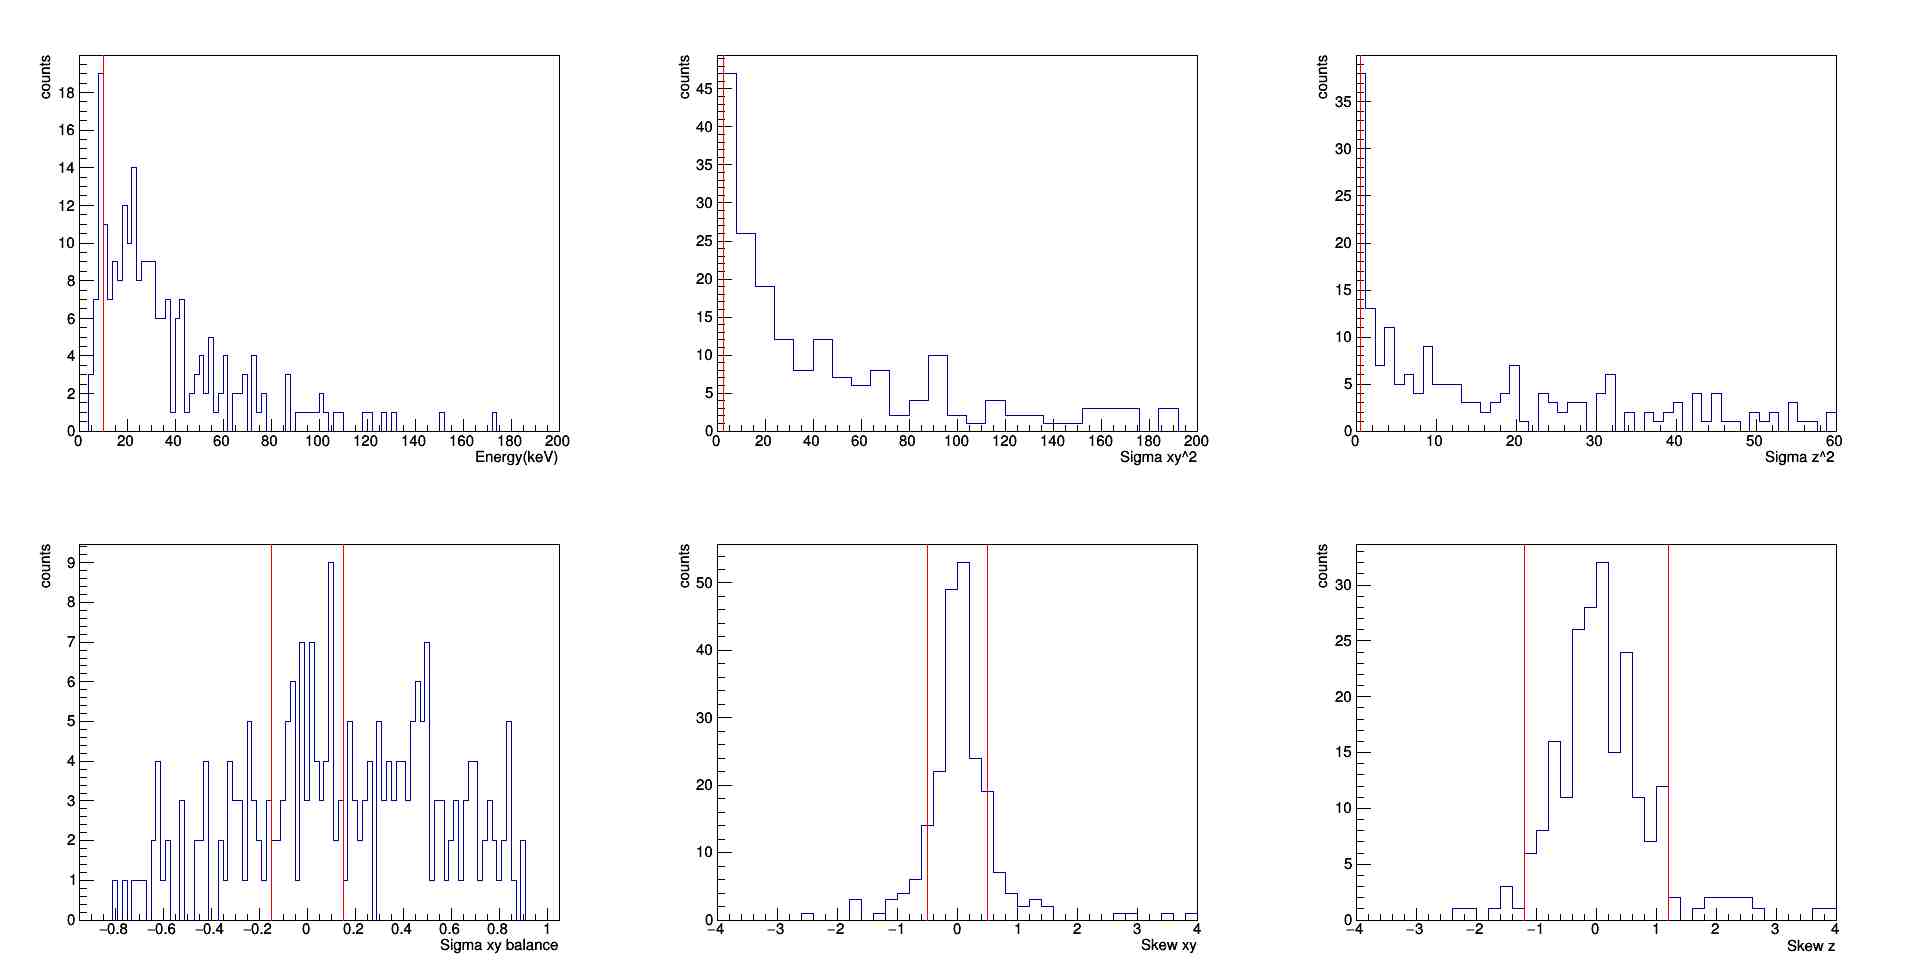 counts
18
16
14
12
10
8
6
4
2
0
0 20 40 60 80 100 120 140 160 180 200
Energy(keV)
counts
45
40
35
30
25
20
15
10
5
0
0 20 40 60 80 100 120 140 160 180 200
Sigma xy^2
counts
35
30
25
20
15
10
5
0
0 10 20 30 40 50 60
Sigma z^2
counts
9
8
7
6
5
4
3
2
1
0
−0.8 −0.6 −0.4 −0.2 0 0.2 0.4 0.6 0.8 1
Sigma xy balance
counts
50
40
30
20
10
0
−4 −3 −2 −1 0 1 2 3 4
Skew xy
counts
30
25
20
15
10
5
0
−4 −3 −2 −1 0 1 2 3 4
Skew z